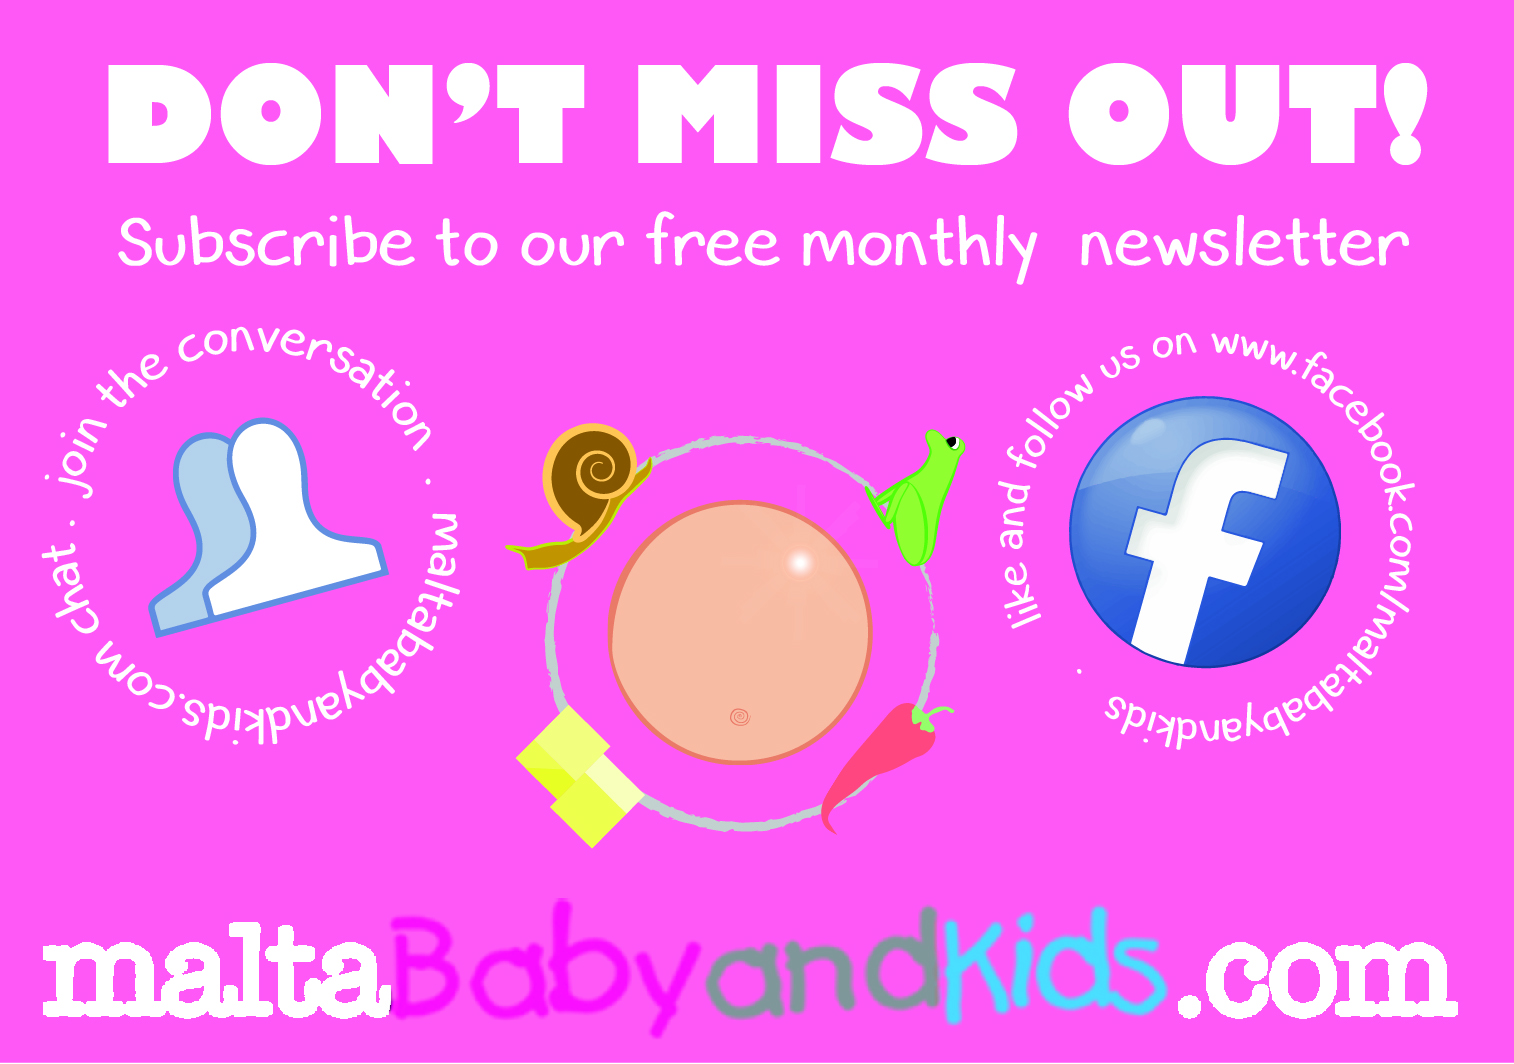 DON'T MISS OUT!
Subscribe to our free monthly newsletter
join the conversation · maltababyandkids.com chat ·
like and follow us on www.facebook.com/maltababyandkids ·
maltaBabyandKids.com